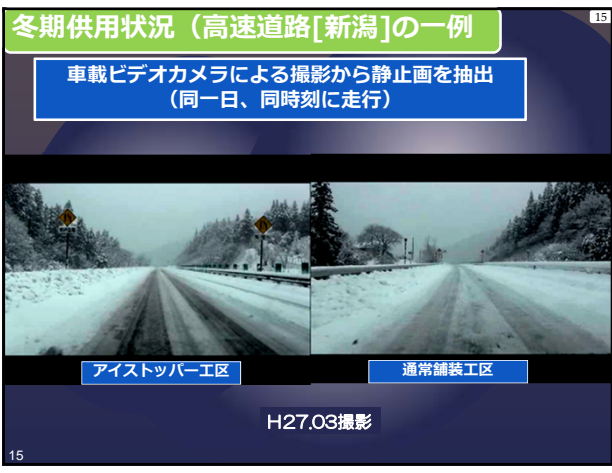 15
冬期供用状況（高速道路[新潟]の一例
車載ビデオカメラによる撮影から静止画を抽出
（同一日、同時刻に走行）
アイストッパー工区
通常舗装工区
H27.03撮影
15